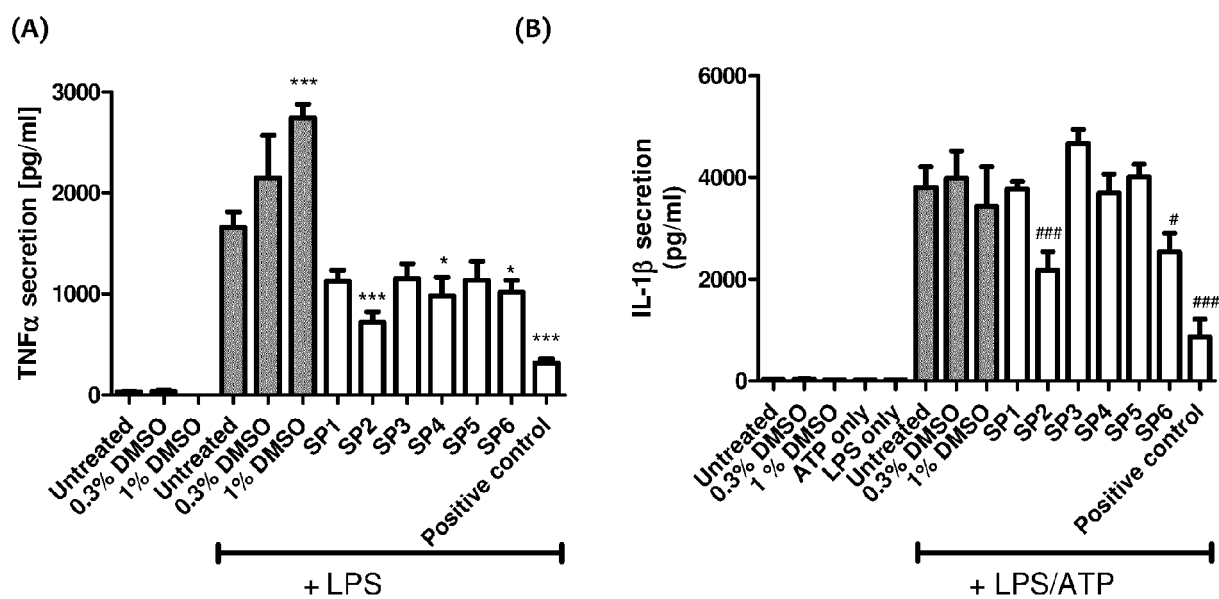 (A)
TNFα secretion [pg/ml]
3000
2000
1000
0
***
***
*
*
***
Untreated
0.3% DMSO
1% DMSO
Untreated
0.3% DMSO
1% DMSO
SP1
SP2
SP3
SP4
SP5
SP6
Positive control
+ LPS
(B)
IL-1β secretion
(pg/ml)
6000
4000
2000
0
###
#
###
Untreated
0.3% DMSO
1% DMSO
ATP only
LPS only
Untreated
0.3% DMSO
1% DMSO
SP1
SP2
SP3
SP4
SP5
SP6
Positive control
+ LPS/ATP